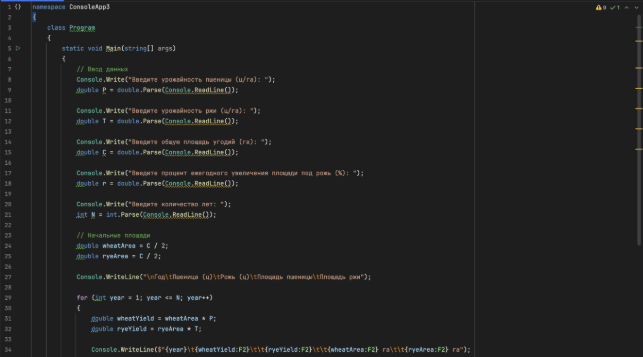 1 namespace ConsoleApp3
2 {
3 class Program
4 {
5 static void Main(string[] args)
6 {
7 // Ввод данных
8 Console.Write("Введите урожайность пшеницы (ц/га): ");
9 double P = double.Parse(Console.ReadLine());
10
11 Console.Write("Введите урожайность ржи (ц/га): ");
12 double T = double.Parse(Console.ReadLine());
13
14 Console.Write("Введите общую площадь угодий (га): ");
15 double C = double.Parse(Console.ReadLine());
16
17 Console.Write("Введите процент ежегодного увеличения площади под рожь (%): ");
18 double r = double.Parse(Console.ReadLine());
19
20 Console.Write("Введите количество лет: ");
21 int N = int.Parse(Console.ReadLine());
22
23 // Начальные площади
24 double wheatArea = C / 2;
25 double ryeArea = C / 2;
26
27 Console.WriteLine("\nГод\tПшеница (ц)\tРожь (ц)\tПлощадь пшеницы\tПлощадь ржи");
28
29 for (int year = 1; year <= N; year++)
30 {
31 double wheatYield = wheatArea * P;
32 double ryeYield = ryeArea * T;
33
34 Console.WriteLine($"{year}\t{wheatYield:F2}\t\t{ryeYield:F2}\t\t{wheatArea:F2} га\t\t{ryeArea:F2} га");